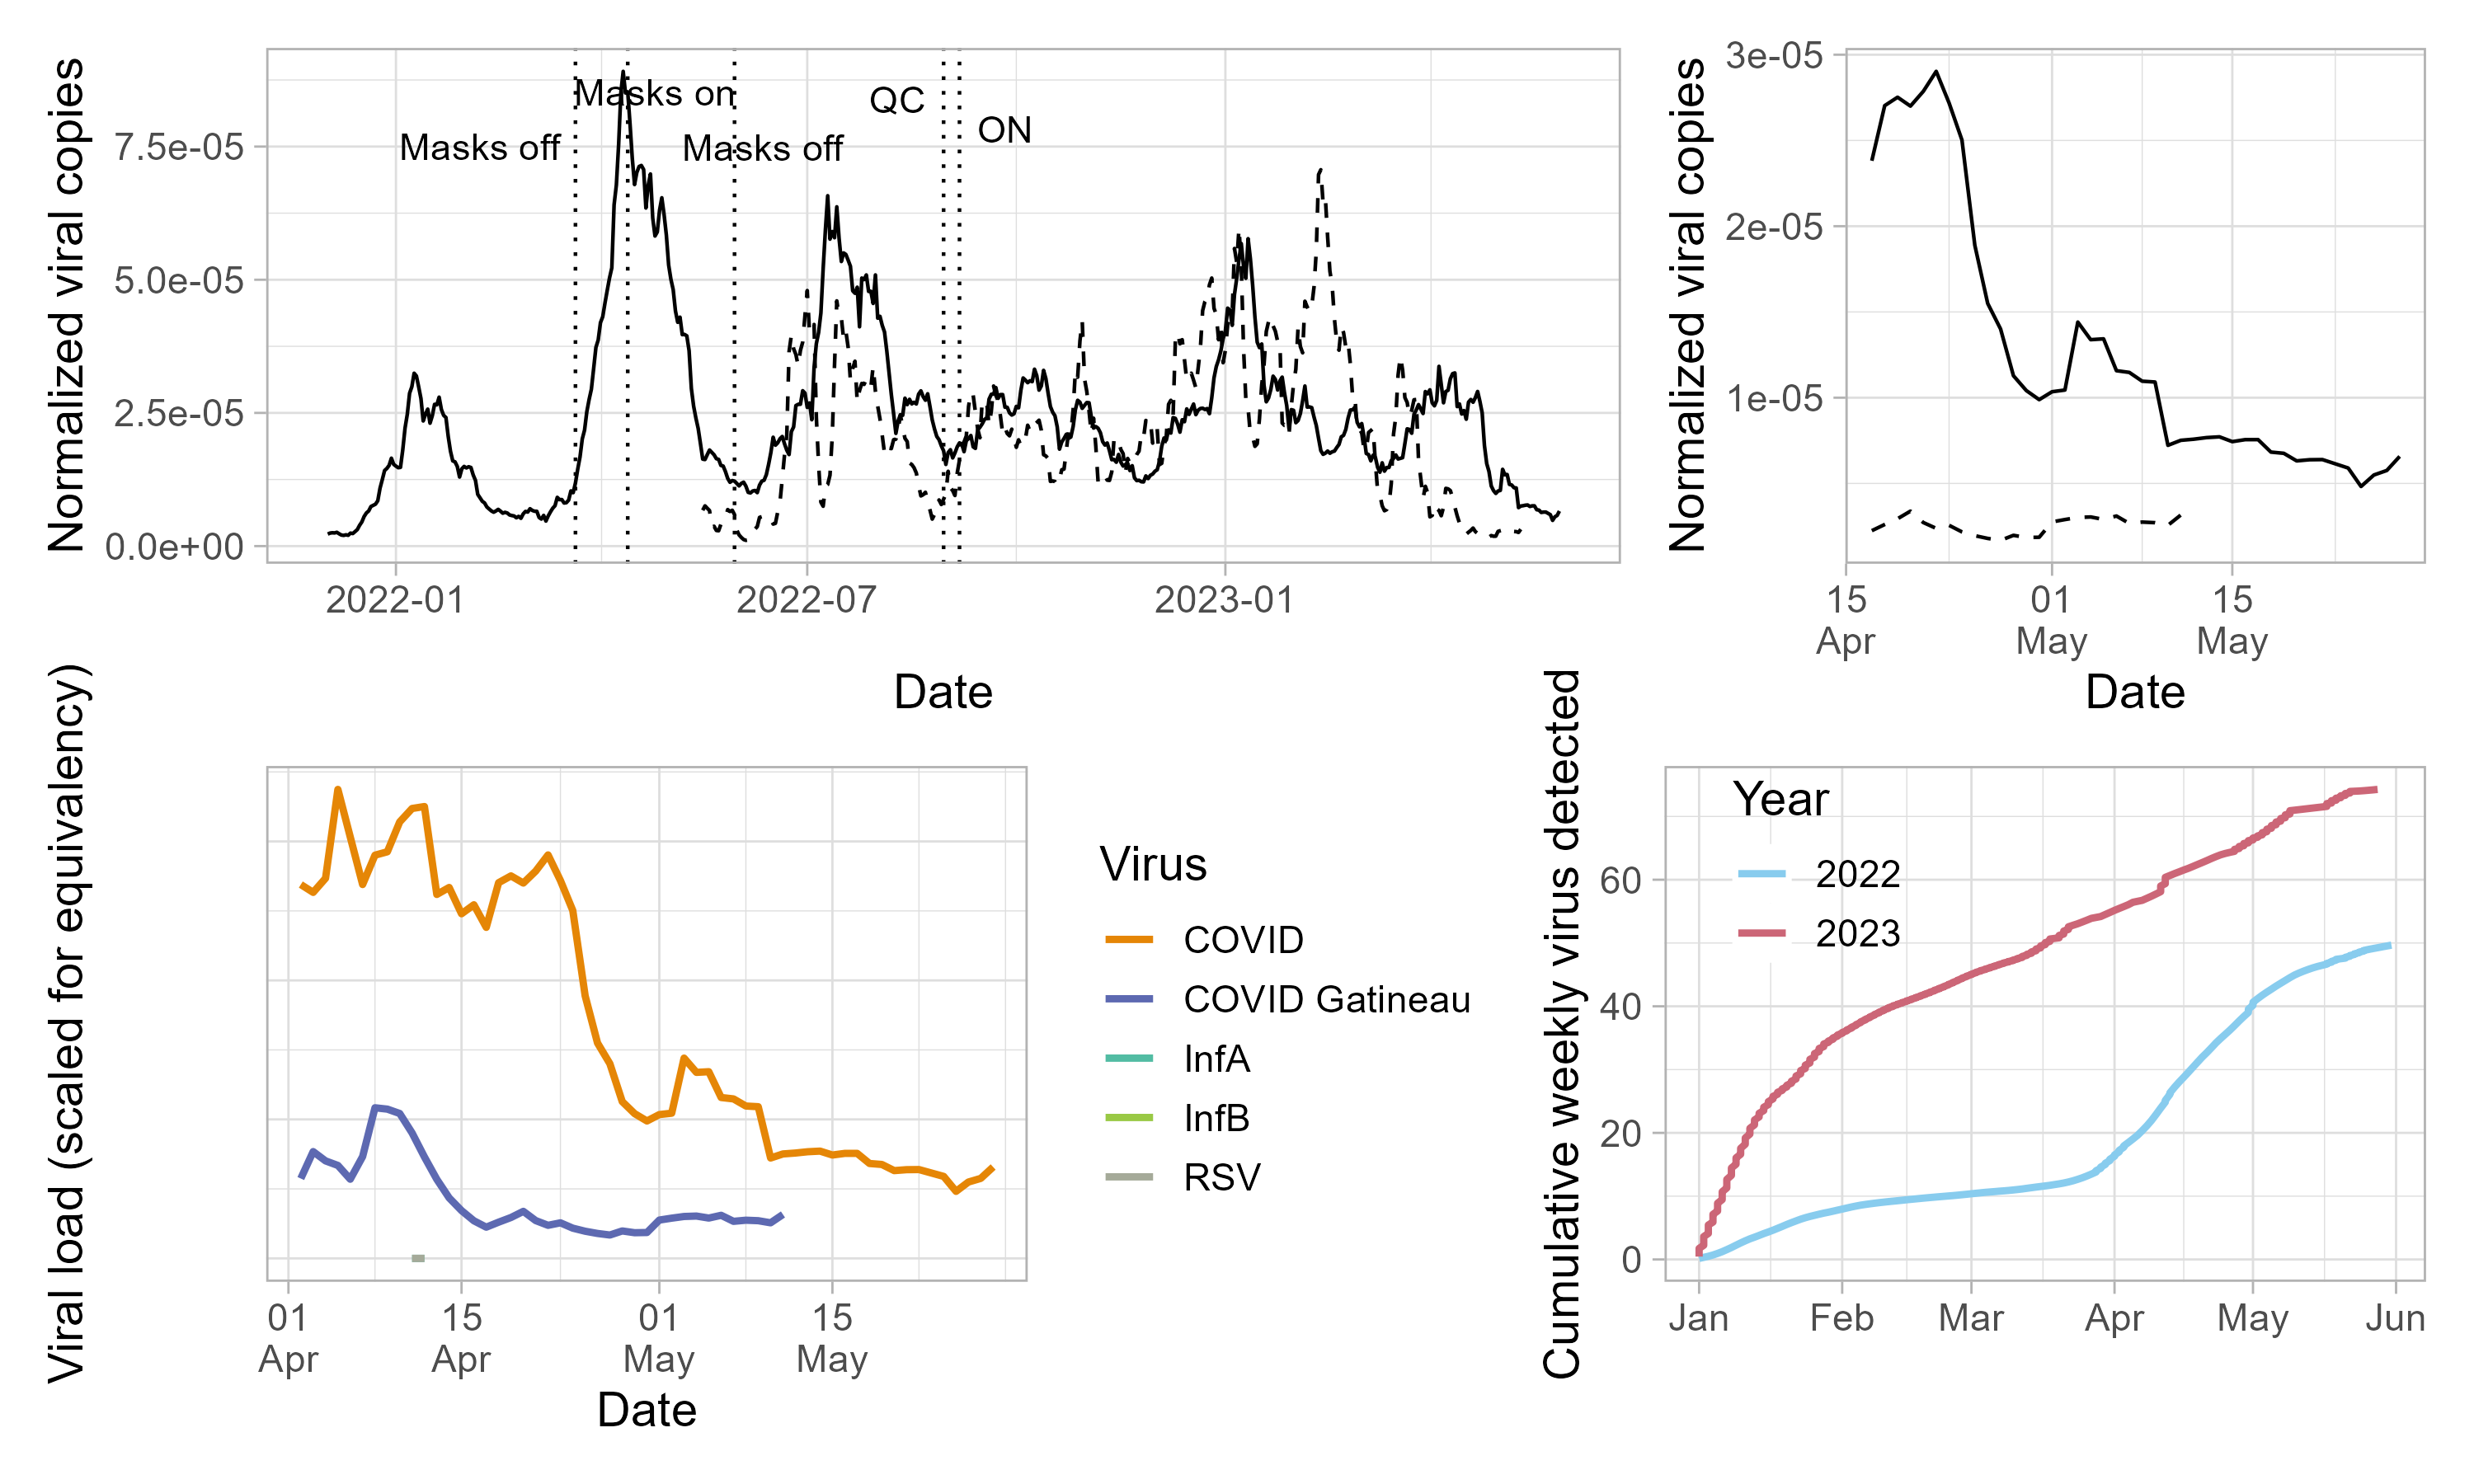 Normalized viral copies
7.5e-05
5.0e-05
2.5e-05
0.0e+00
Masks off
Masks on
Masks off
QC
ON
2022-01
2022-07
2023-01
Date
Normalized viral copies
3e-05
2e-05
1e-05
15 Apr
01 May
15 May
Date
Viral load (scaled for equivalency)
01 Apr
15 Apr
01 May
15 May
Date
Virus
COVID
COVID Gatineau
InfA
InfB
RSV
Cumulative weekly virus detected
60
40
20
0
Year
2022
2023
Jan
Feb
Mar
Apr
May
Jun